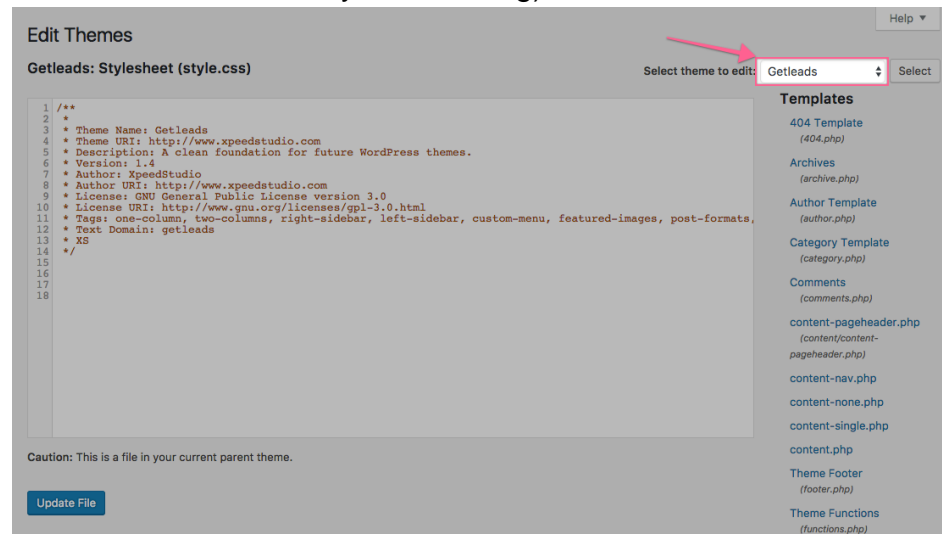 Help ▼
Edit Themes
Getleads: Stylesheet (style.css)
Select theme to edit: Getleads Select
1 /**
2 *
3 * Theme Name: Getleads
4 * Theme URI: http://www.xpeedstudio.com
5 * Description: A clean foundation for future WordPress themes.
6 * Version: 1.4
7 * Author: XpeedStudio
8 * Author URI: http://www.xpeedstudio.com
9 * License: GNU General Public License version 3.0
10 * License URI: http://www.gnu.org/licenses/gpl-3.0.html
11 * Tags: one-column, two-columns, right-sidebar, left-sidebar, custom-menu, featured-images, post-formats,
12 * Text Domain: getleads
13 * XS
14 */
15
16
17
18
Caution: This is a file in your current parent theme.
Update File
Templates
404 Template
(404.php)
Archives
(archive.php)
Author Template
(author.php)
Category Template
(category.php)
Comments
(comments.php)
content-pageheader.php
(content/content-
pageheader.php)
content-nav.php
content-none.php
content-single.php
content.php
Theme Footer
(footer.php)
Theme Functions
(functions.php)